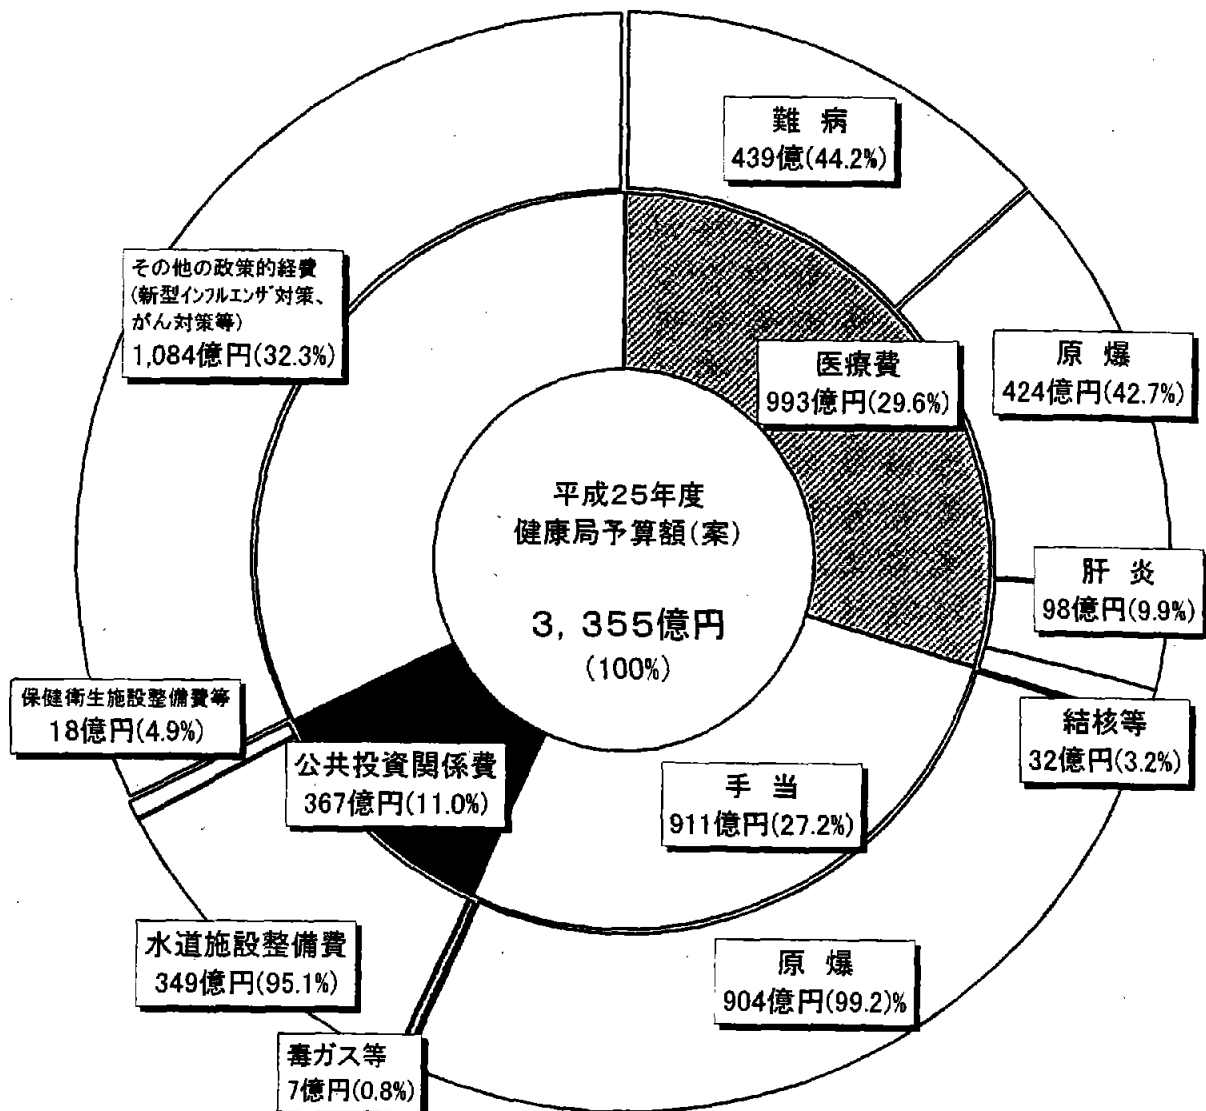 難 病
439億(44.2%)
その他の政策的経費
(新型インフルエンザ対策、
がん対策等)
1,084億円(32.3%)
医療費
993億円(29.6%)
原 爆
424億円(42.7%)
平成25年度
健康局予算額(案)
3, 355億円
(100%)
肝 炎
98億円(9.9%)
保健衛生施設整備費等
18億円(4.9%)
結核等
32億円(3.2%)
公共投資関係費
367億円(11.0%)
手 当
911億円(27.2%)
水道施設整備費
349億円(95.1%)
原 爆
904億円(99.2)%
毒ガス等
7億円(0.8%)